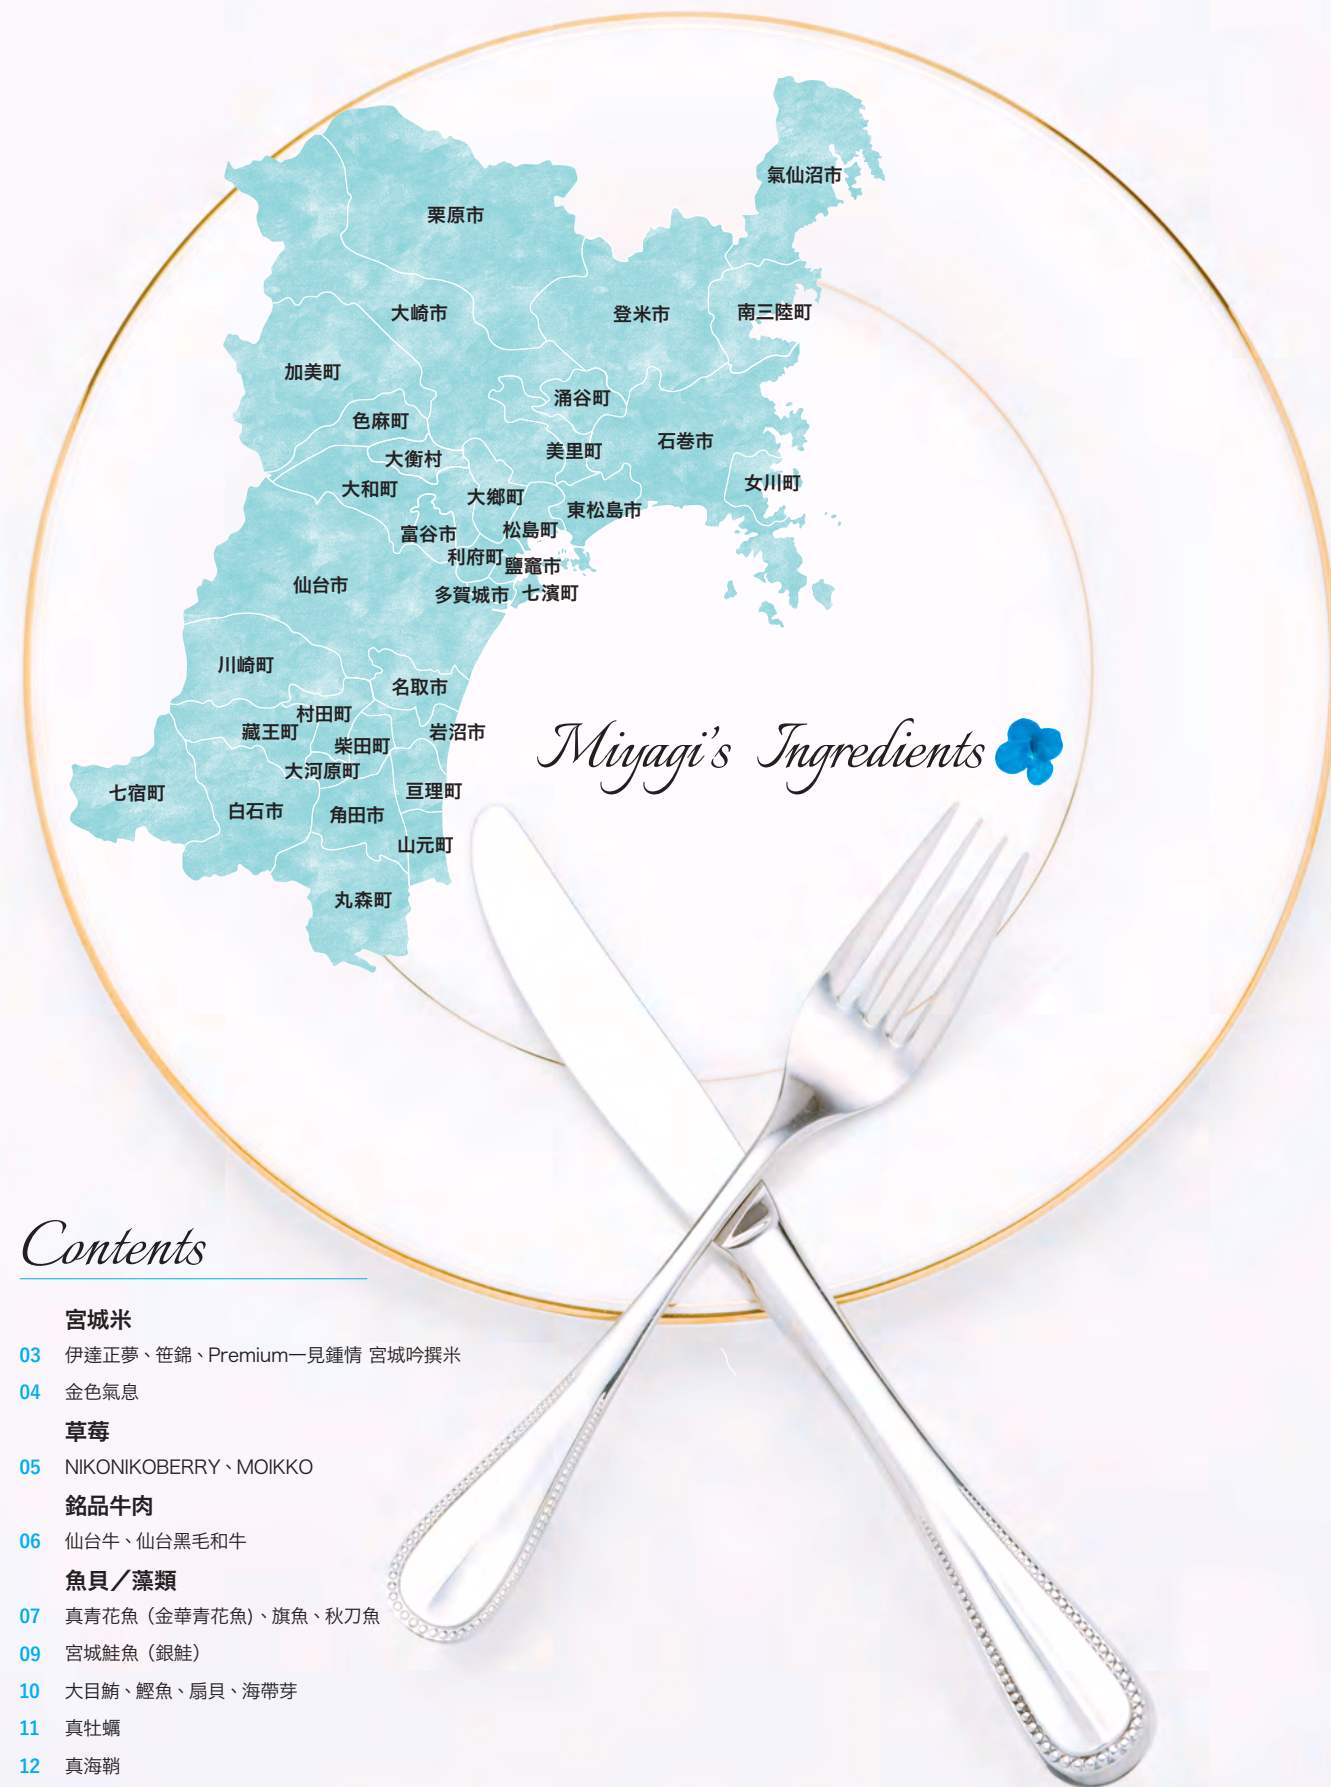 氣仙沼市
栗原市
大崎市
登米市
南三陸町
加美町
涌谷町
色麻町
石巻市
美里町
大衡村
女川町
大和町
大鄉町
東松島市
富谷市
松島町
利府町
鹽竈市
仙台市
多賀城市
七濱町
川崎町
名取市
村田町
藏王町
岩沼市
柴田町
大河原町
七宿町
亘理町
白石市
角田市
山元町
丸森町
Miyagi's Ingredients
Contents
宮城米
03 伊達正夢、笹錦、Premium一見鍾情 宮城吟撰米
04 金色氣息
草莓
05 NIKONIKOBERRY、MOIKKO
銘品牛肉
06 仙台牛、仙台黑毛和牛
魚貝／藻類
07 真青花魚（金華青花魚）、旗魚、秋刀魚
09 宮城鮭魚（銀鮭）
10 大目鮪、鰹魚、扇貝、海帶芽
11 真牡蠣
12 真海鞘